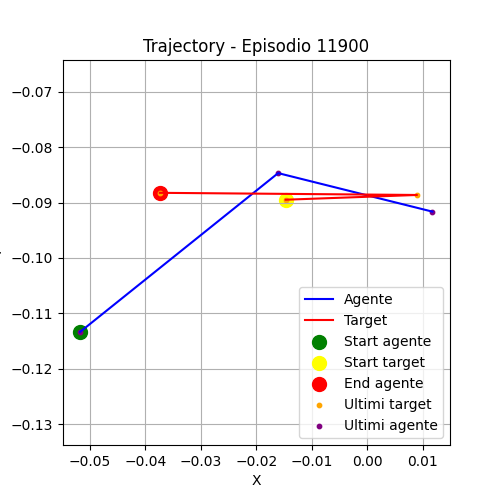 Trajectory - Episodio 11900
−0.07
−0.08
−0.09
−0.10
−0.11
−0.12
−0.13
Agente
Target
Start agente
Start target
End agente
Ultimi target
Ultimi agente
−0.05 −0.04 −0.03 −0.02 −0.01 0.00 0.01
X